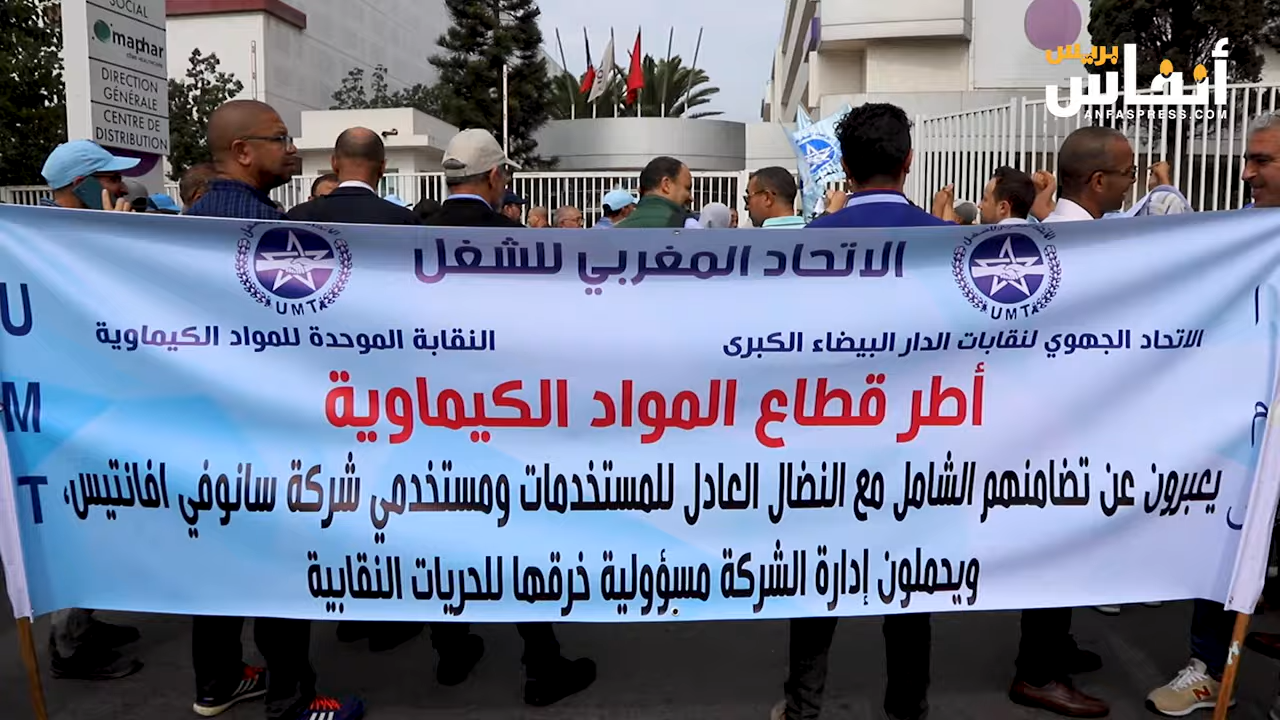 SOCIAL
maphar
DIRECTION
GÉNÉRALE
CENTRE DE
DISTRIBUTION
أنفاس بريس
ANFASPRESS.COM
الاتحاد المغربي للشغل
UMT
UMT
الاتحاد الجهوي لنقابات الدار البيضاء الكبرى
النقابة الموحدة للمواد الكيماوية
أطر قطاع المواد الكيماوية
يعبرون عن تضامنهم الشامل مع النضال العادل للمستخدمات ومستخدمي شركة سانوفي افانتيس،
ويحملون إدارة الشركة مسؤولية خرقها للحريات النقابية
U
M
T
ا
م
ش